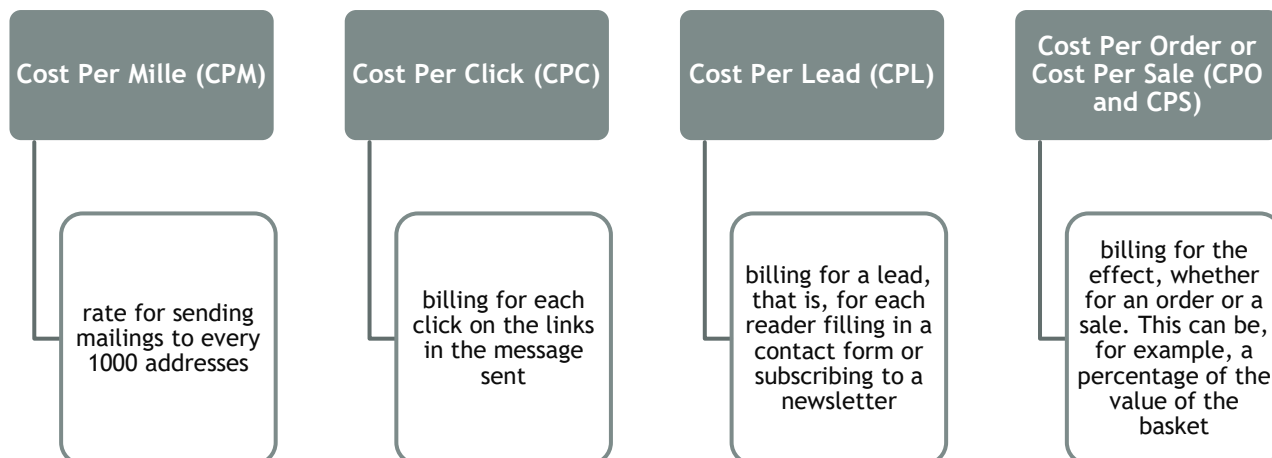 Cost Per Mille (CPM)
rate for sending
mailings to every
1000 addresses
Cost Per Click (CPC)
billing for each
click on the links
in the message
sent
Cost Per Lead (CPL)
billing for a lead,
that is, for each
reader filling in a
contact form or
subscribing to a
newsletter
Cost Per Order or
Cost Per Sale (CPO
and CPS)
billing for the
effect, whether
for an order or a
sale. This can be,
for example, a
percentage of the
value of the
basket